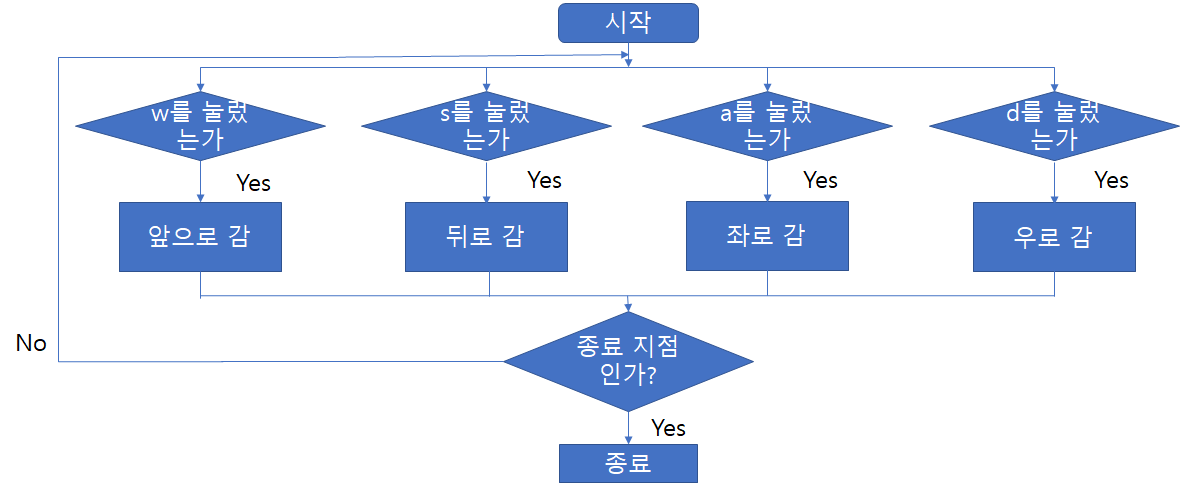 시작
w를 눌렀
는가
s를 눌렀
는가
a를 눌렀
는가
d를 눌렀
는가
Yes
Yes
Yes
Yes
앞으로 감
뒤로 감
좌로 감
우로 감
No
종료 지점
인가?
Yes
종료